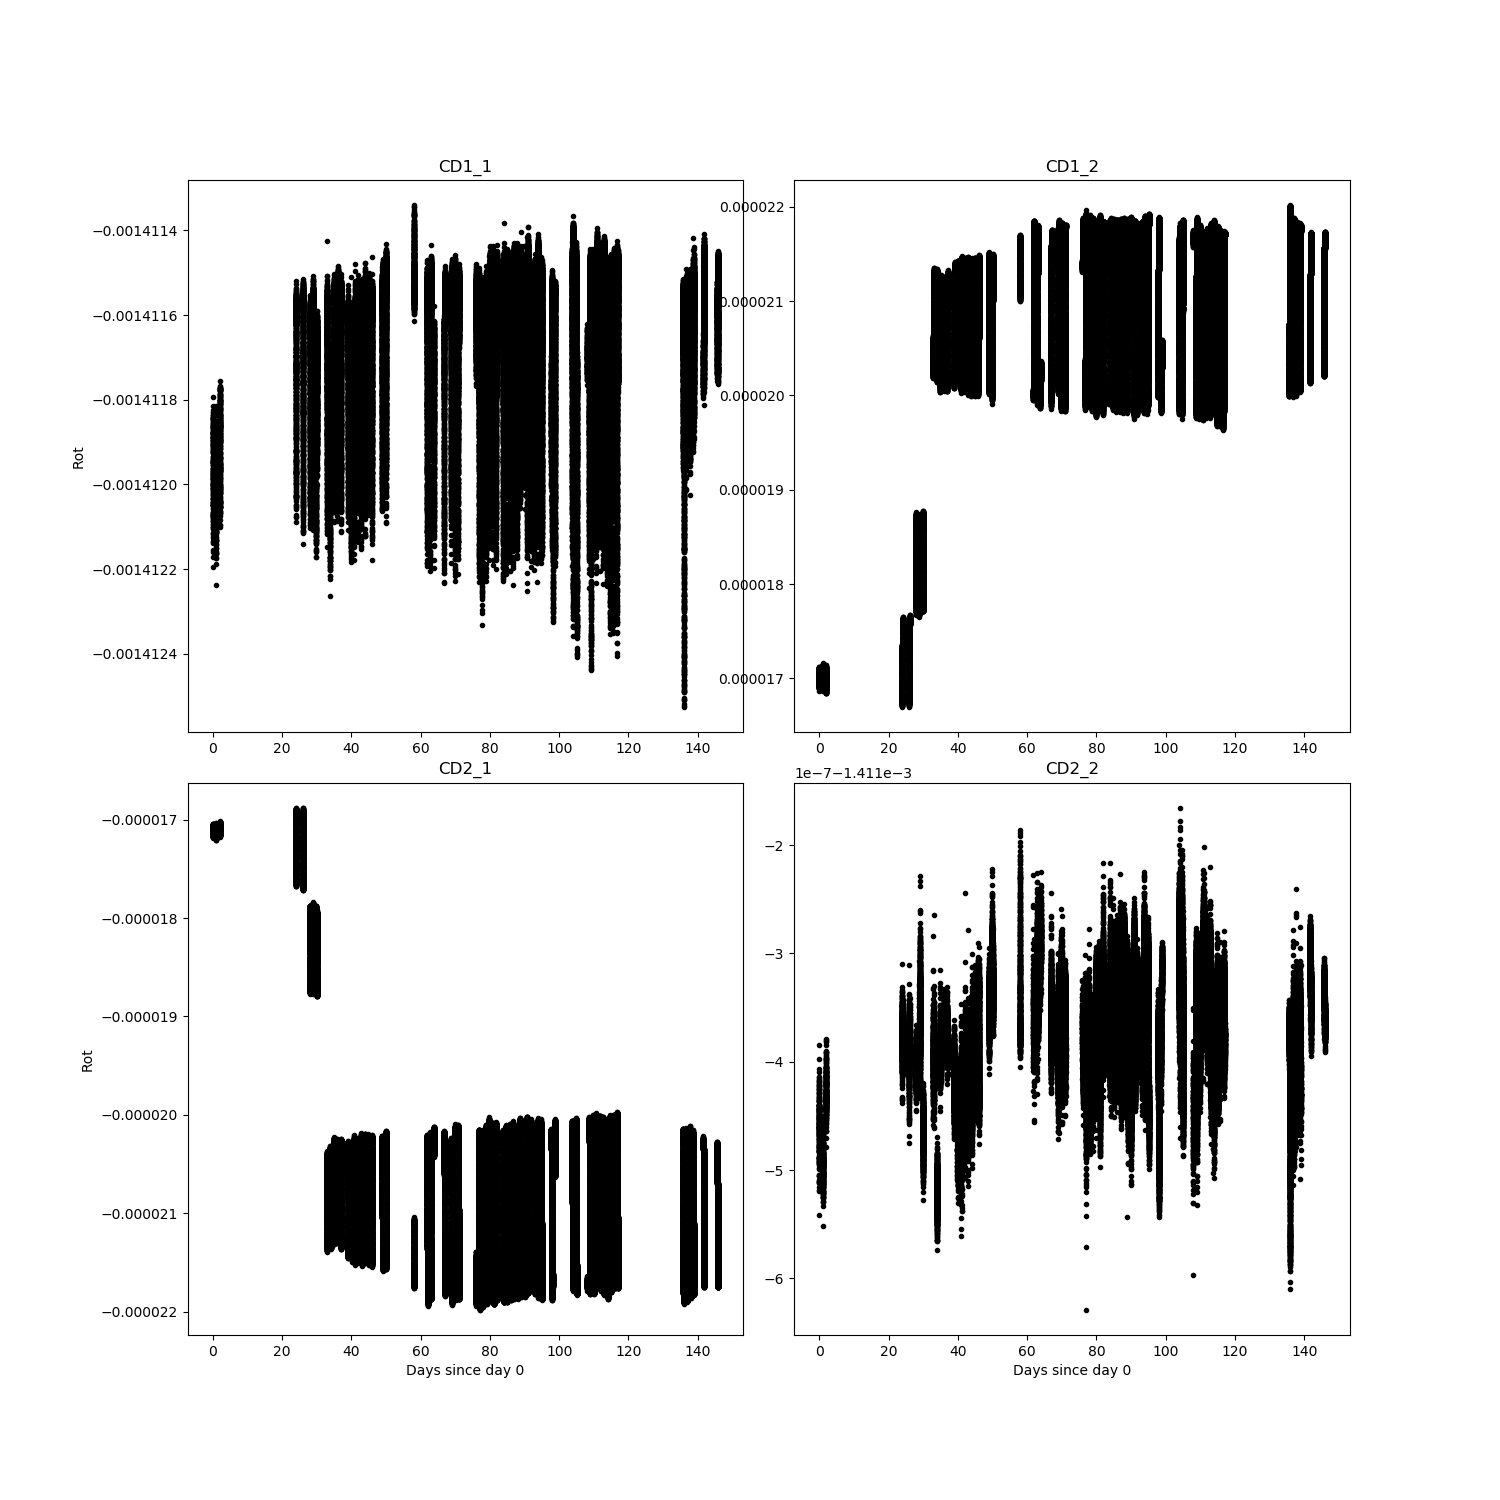 CD1_1
CD1_2
−0.0014114
−0.0014116
−0.0014118
−0.0014120
−0.0014122
−0.0014124
Rot
0 20 40 60 80 100 120 140
0.000022
0.000021
0.000020
0.000019
0.000018
0.000017
0 20 40 60 80 100 120 140
CD2_1
1e−7−1.411e−3
CD2_2
−0.000017
−0.000018
−0.000019
−0.000020
−0.000021
−0.000022
Rot
0 20 40 60 80 100 120 140
Days since day 0
−2
−3
−4
−5
−6
0 20 40 60 80 100 120 140
Days since day 0